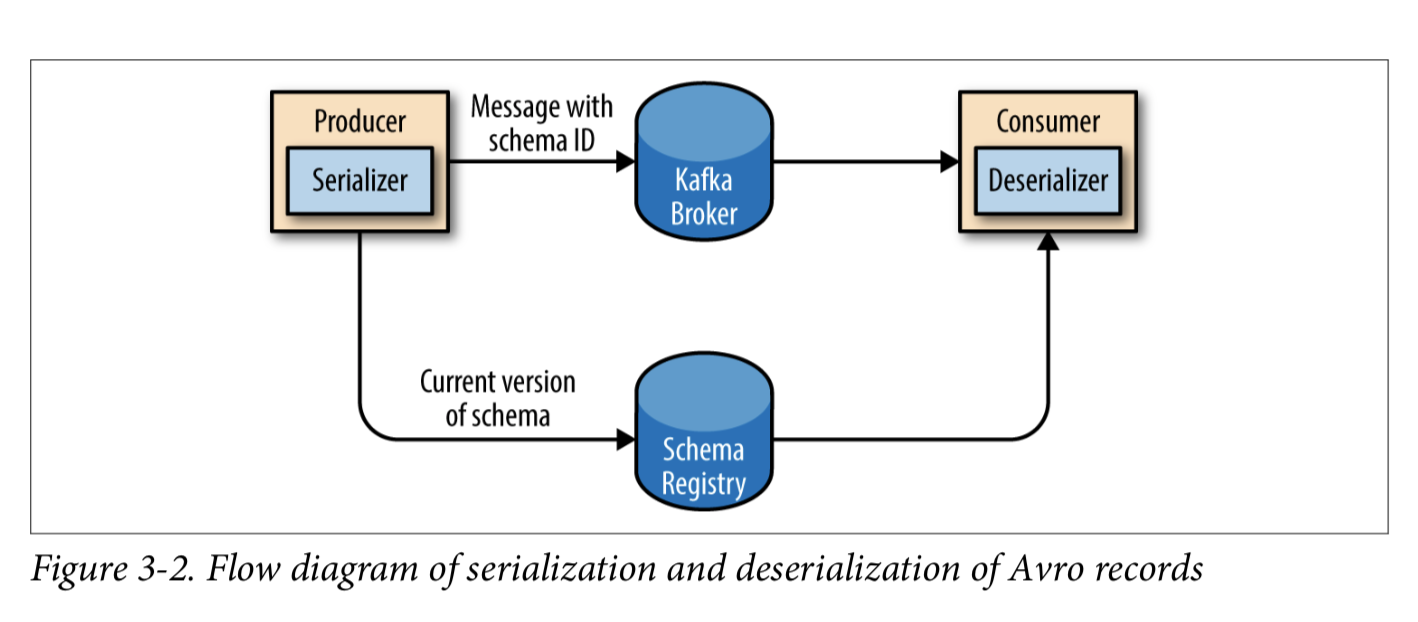 Producer
Serializer
Message with
schema ID
Kafka
Broker
Consumer
Deserializer
Current version
of schema
Schema
Registry
Figure 3-2. Flow diagram of serialization and deserialization of Avro records